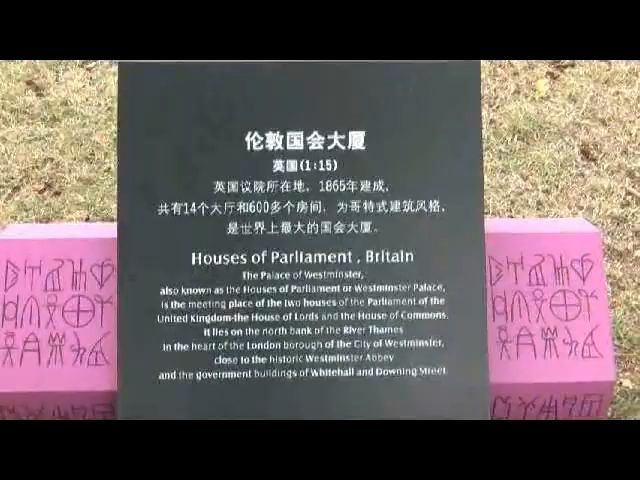 伦敦国会大厦
英国(1:15)
英国议院所在地，1865年建成，
共有14个大厅和600多个房间，为哥特式建筑风格，
是世界上最大的国会大厦。
Houses of Parliament , Britain
The Palace of Westminster,
also known as the Houses of Parliament or Westminster Palace,
is the meeting place of the two houses of the Parliament of the
United Kingdom-the House of Lords and the House of Commons.
It lies on the north bank of the River Thames
in the heart of the London borough of the City of Westminster,
close to the historic Westminster Abbey
and the government buildings of Whitehall and Downing Street.